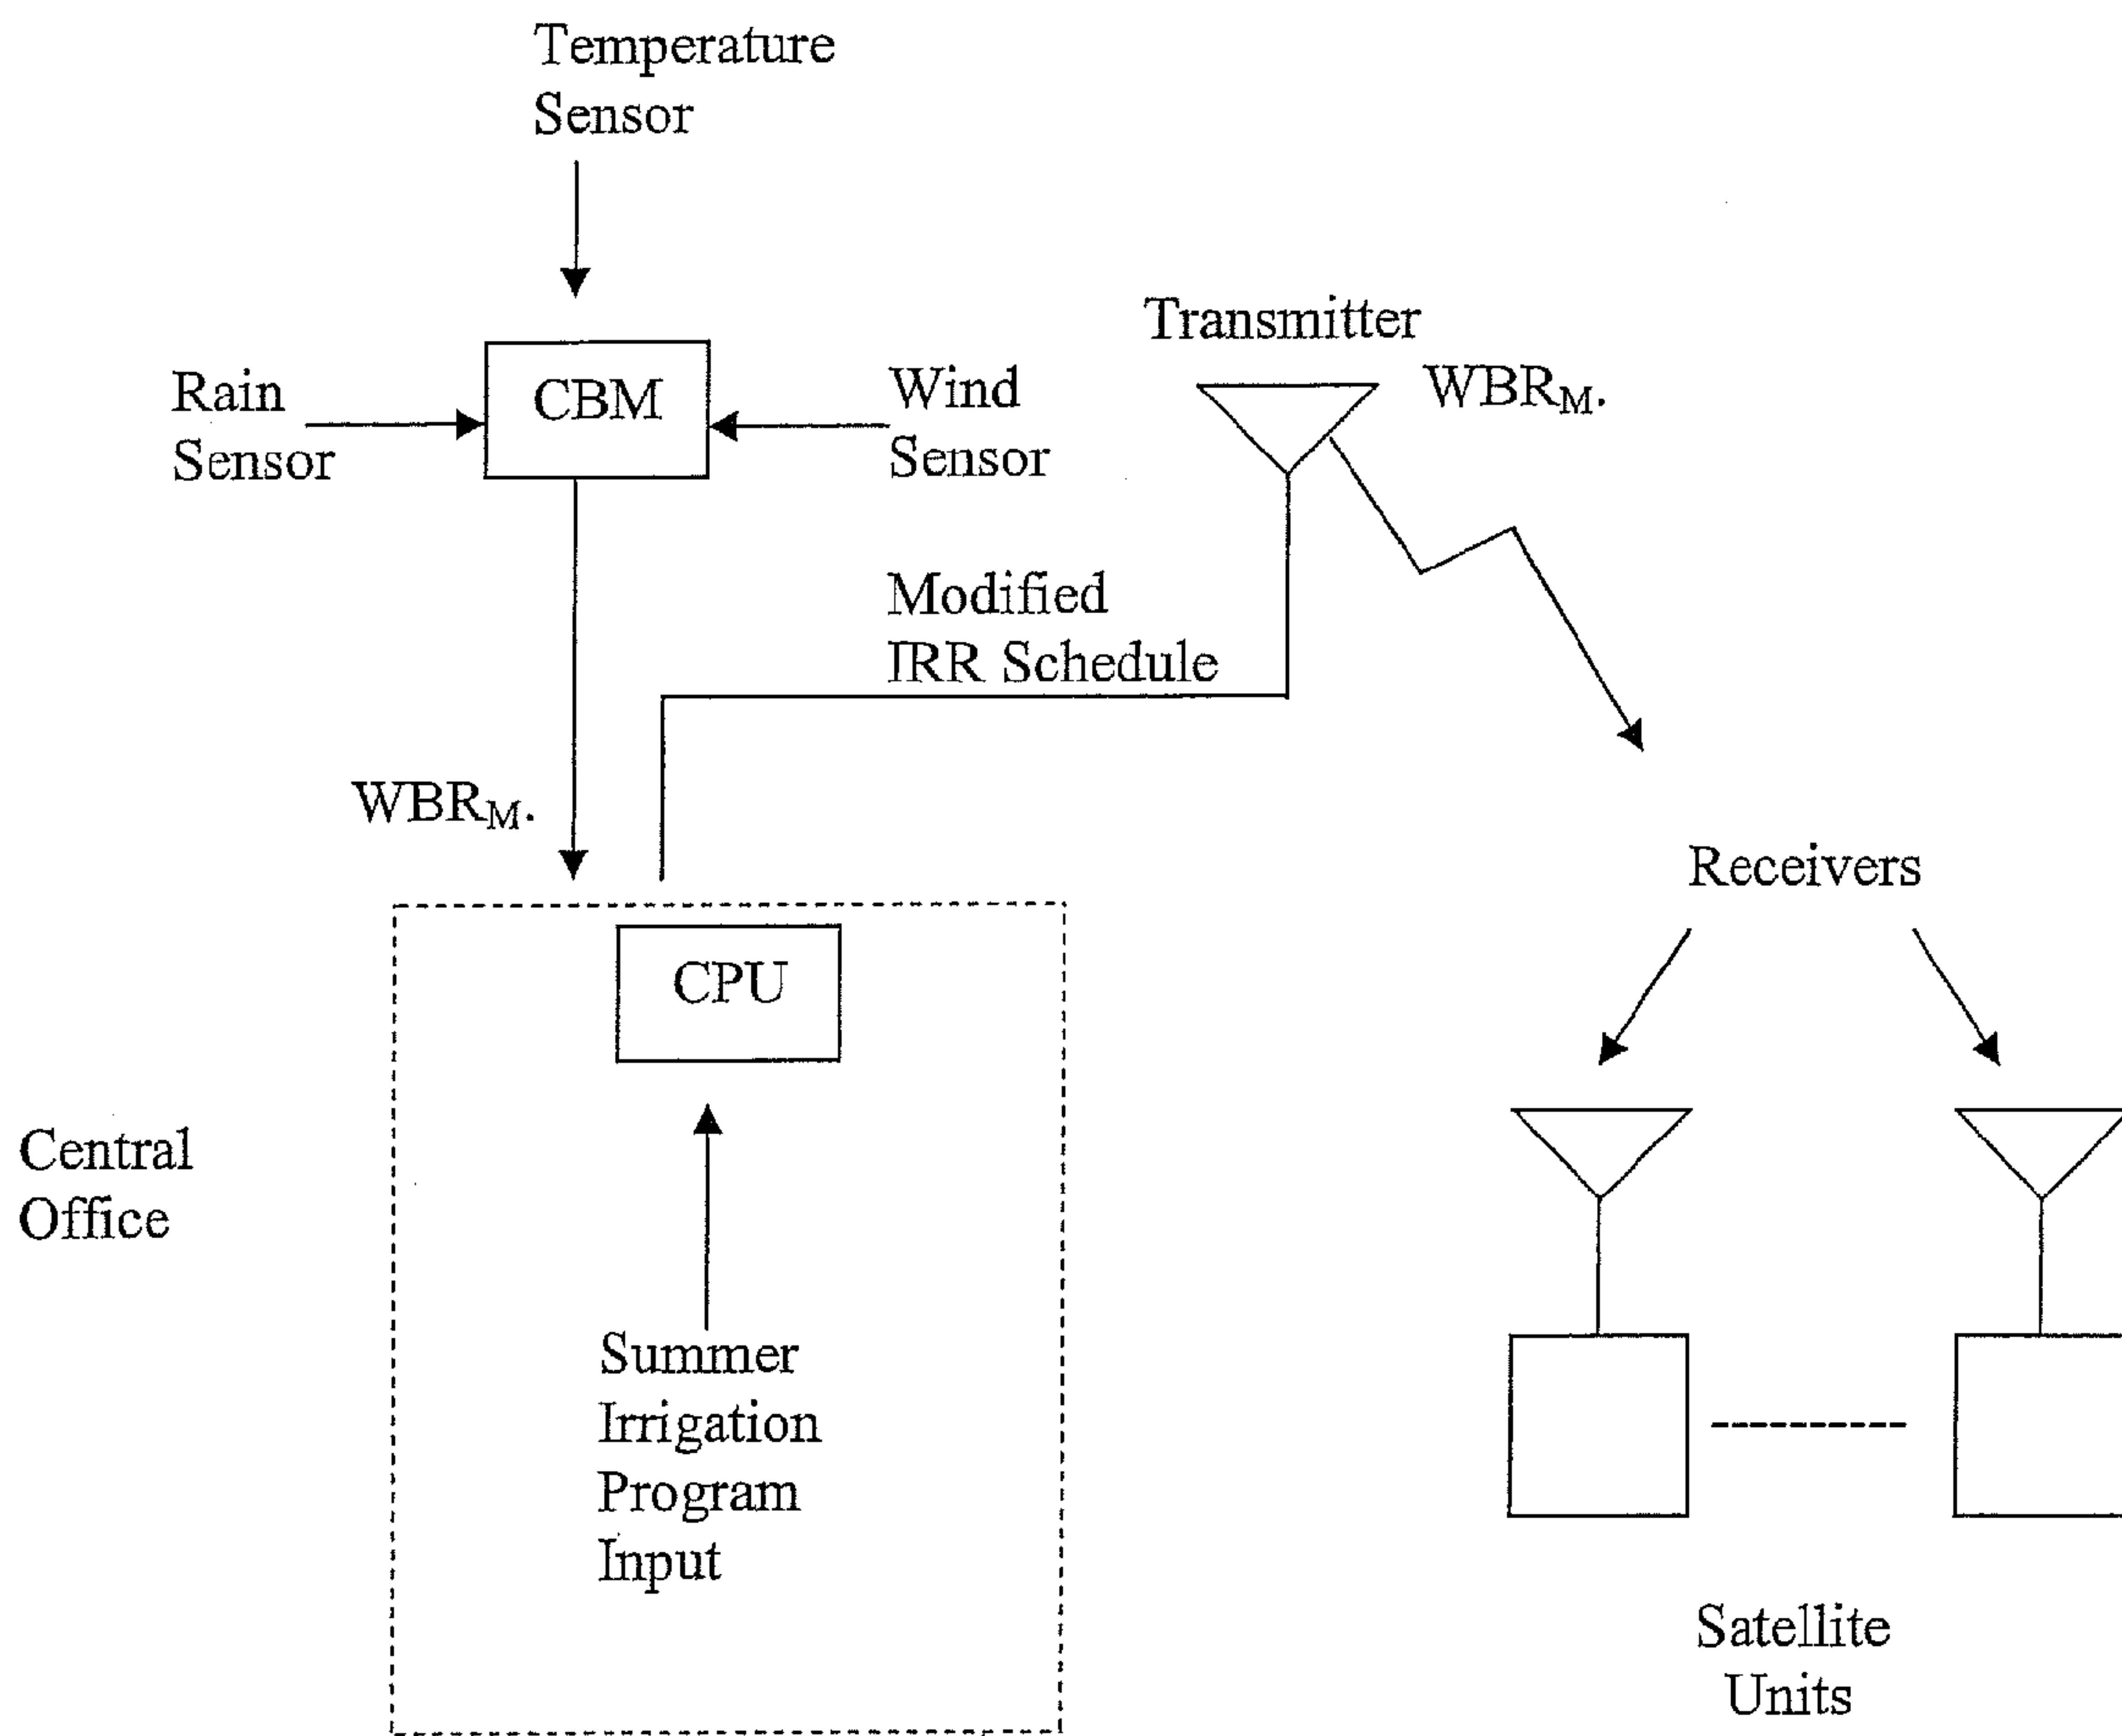 Temperature
Sensor
Transmitter
Rain
Sensor
CBM
Wind
Sensor
WBRM.
Modified
IRR Schedule
WBRM.
Receivers
CPU
Central
Office
Summer
Irrigation
Program
Input
Satellite
Units